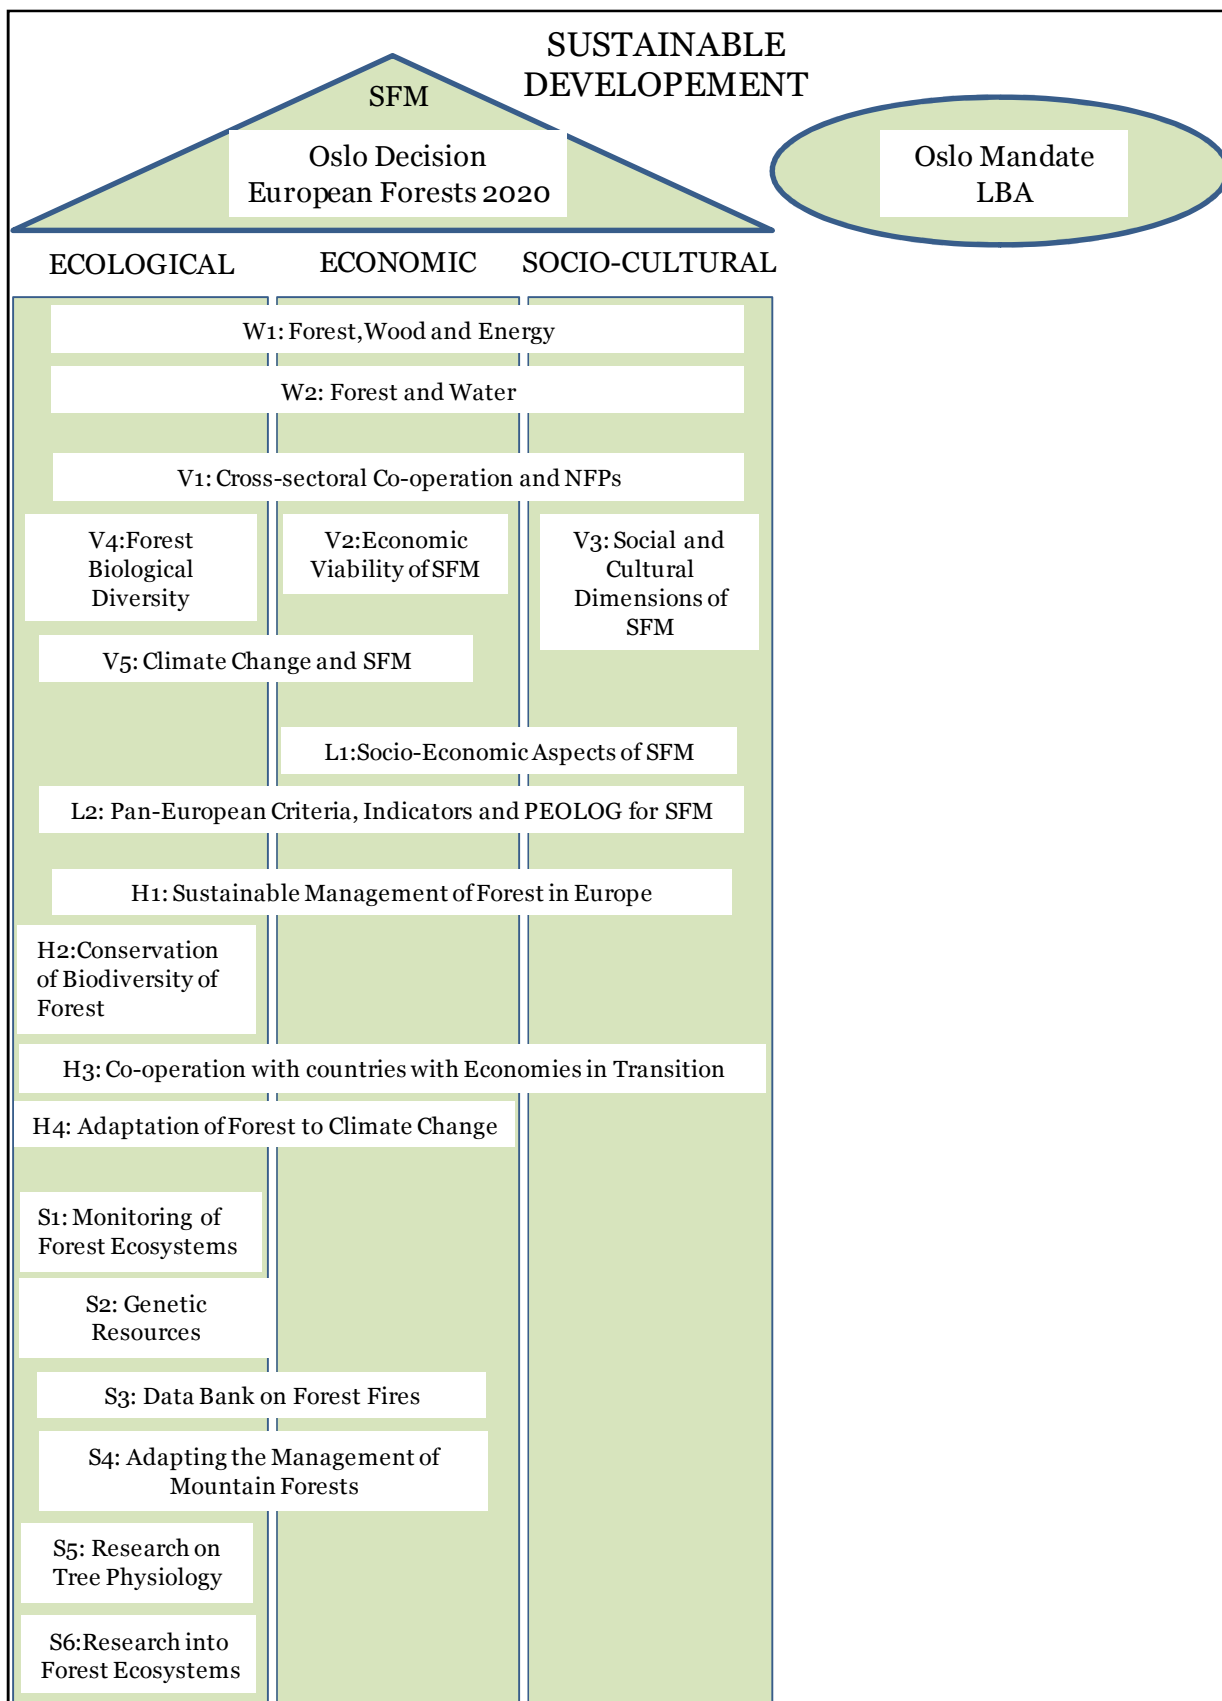 SUSTAINABLE
DEVELOPEMENT
SFM
Oslo Decision
European Forests 2020
Oslo Mandate
LBA
ECOLOGICAL
ECONOMIC
SOCIO-CULTURAL
W1: Forest, Wood and Energy
W2: Forest and Water
V1: Cross-sectoral Co-operation and NFPs
V4:Forest
Biological
Diversity
V2:Economic
Viability of SFM
V3: Social and
Cultural
Dimensions of
SFM
V5: Climate Change and SFM
L1:Socio-Economic Aspects of SFM
L2: Pan-European Criteria, Indicators and PEOLOG for SFM
H1: Sustainable Management of Forest in Europe
H2:Conservation
of Biodiversity of
Forest
H3: Co-operation with countries with Economies in Transition
H4: Adaptation of Forest to Climate Change
S1: Monitoring of
Forest Ecosystems
S2: Genetic
Resources
S3: Data Bank on Forest Fires
S4: Adapting the Management of
Mountain Forests
S5: Research on
Tree Physiology
S6:Research into
Forest Ecosystems